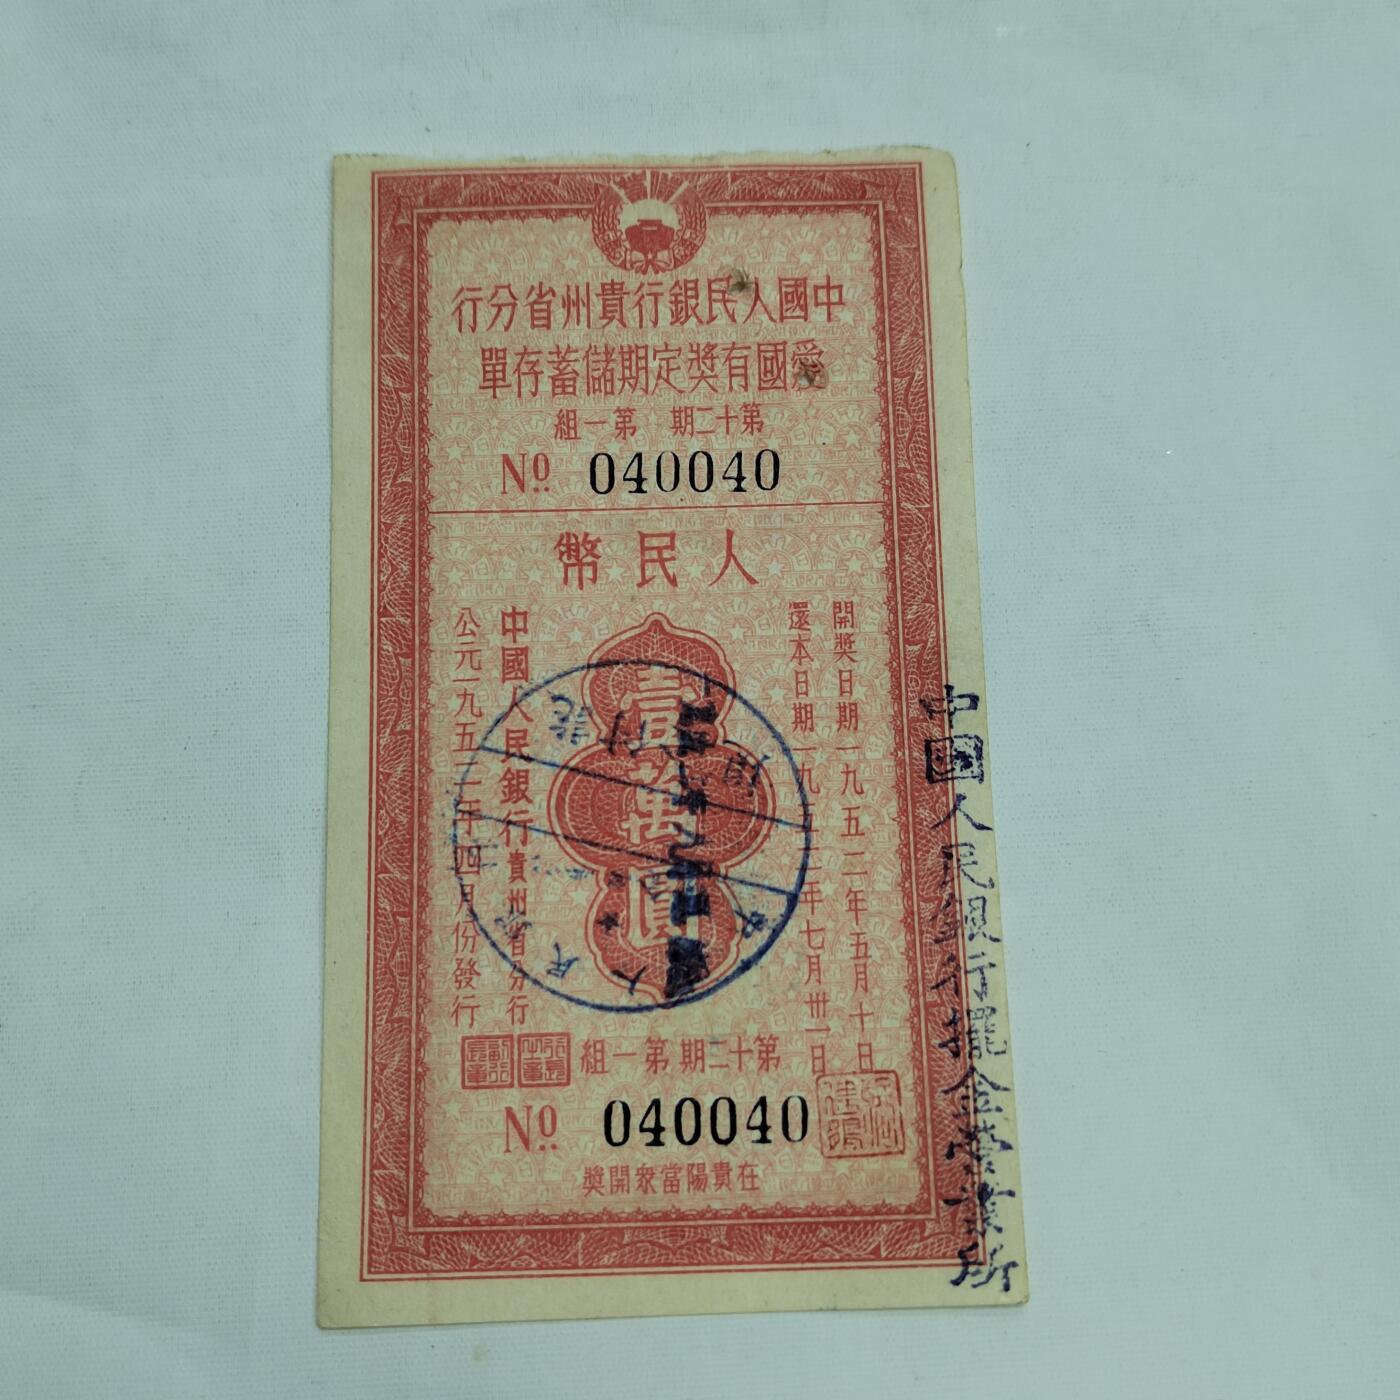 中國人民銀行貴州省分行
愛國有獎定期儲蓄存單
第十二期 第一組
No. 040040
人民幣
壹萬圓
開獎日期一九五二年五月十日
還本日期一九五二年七月卅一日
中國人民銀行貴州省分行
公元一九五二年四月份發行
第十二期第一組
No. 040040
在貴陽當衆開獎
付訖
中國人民銀行